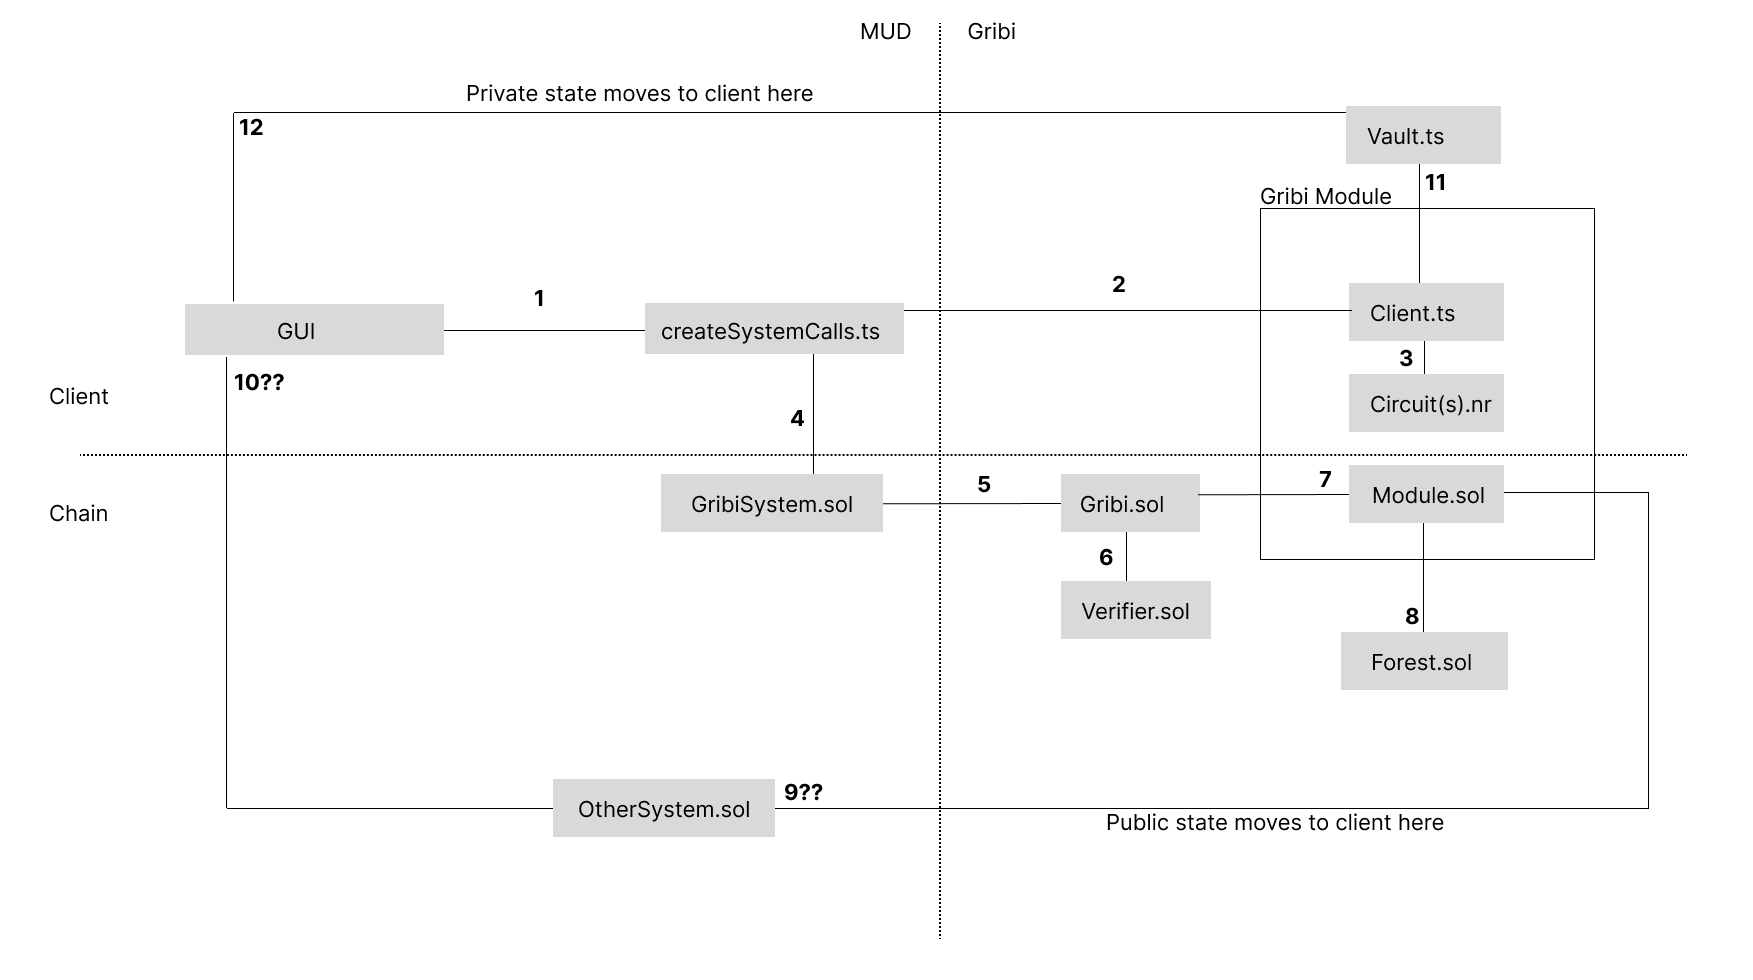 MUD
Gribi
Private state moves to client here
12
Vault.ts
11
Gribi Module
1
2
GUI
createSystemCalls.ts
Client.ts
3
10??
Client
4
Circuit(s).nr
Chain
GribiSystem.sol
5
Gribi.sol
7
Module.sol
6
Verifier.sol
8
Forest.sol
OtherSystem.sol
9??
Public state moves to client here